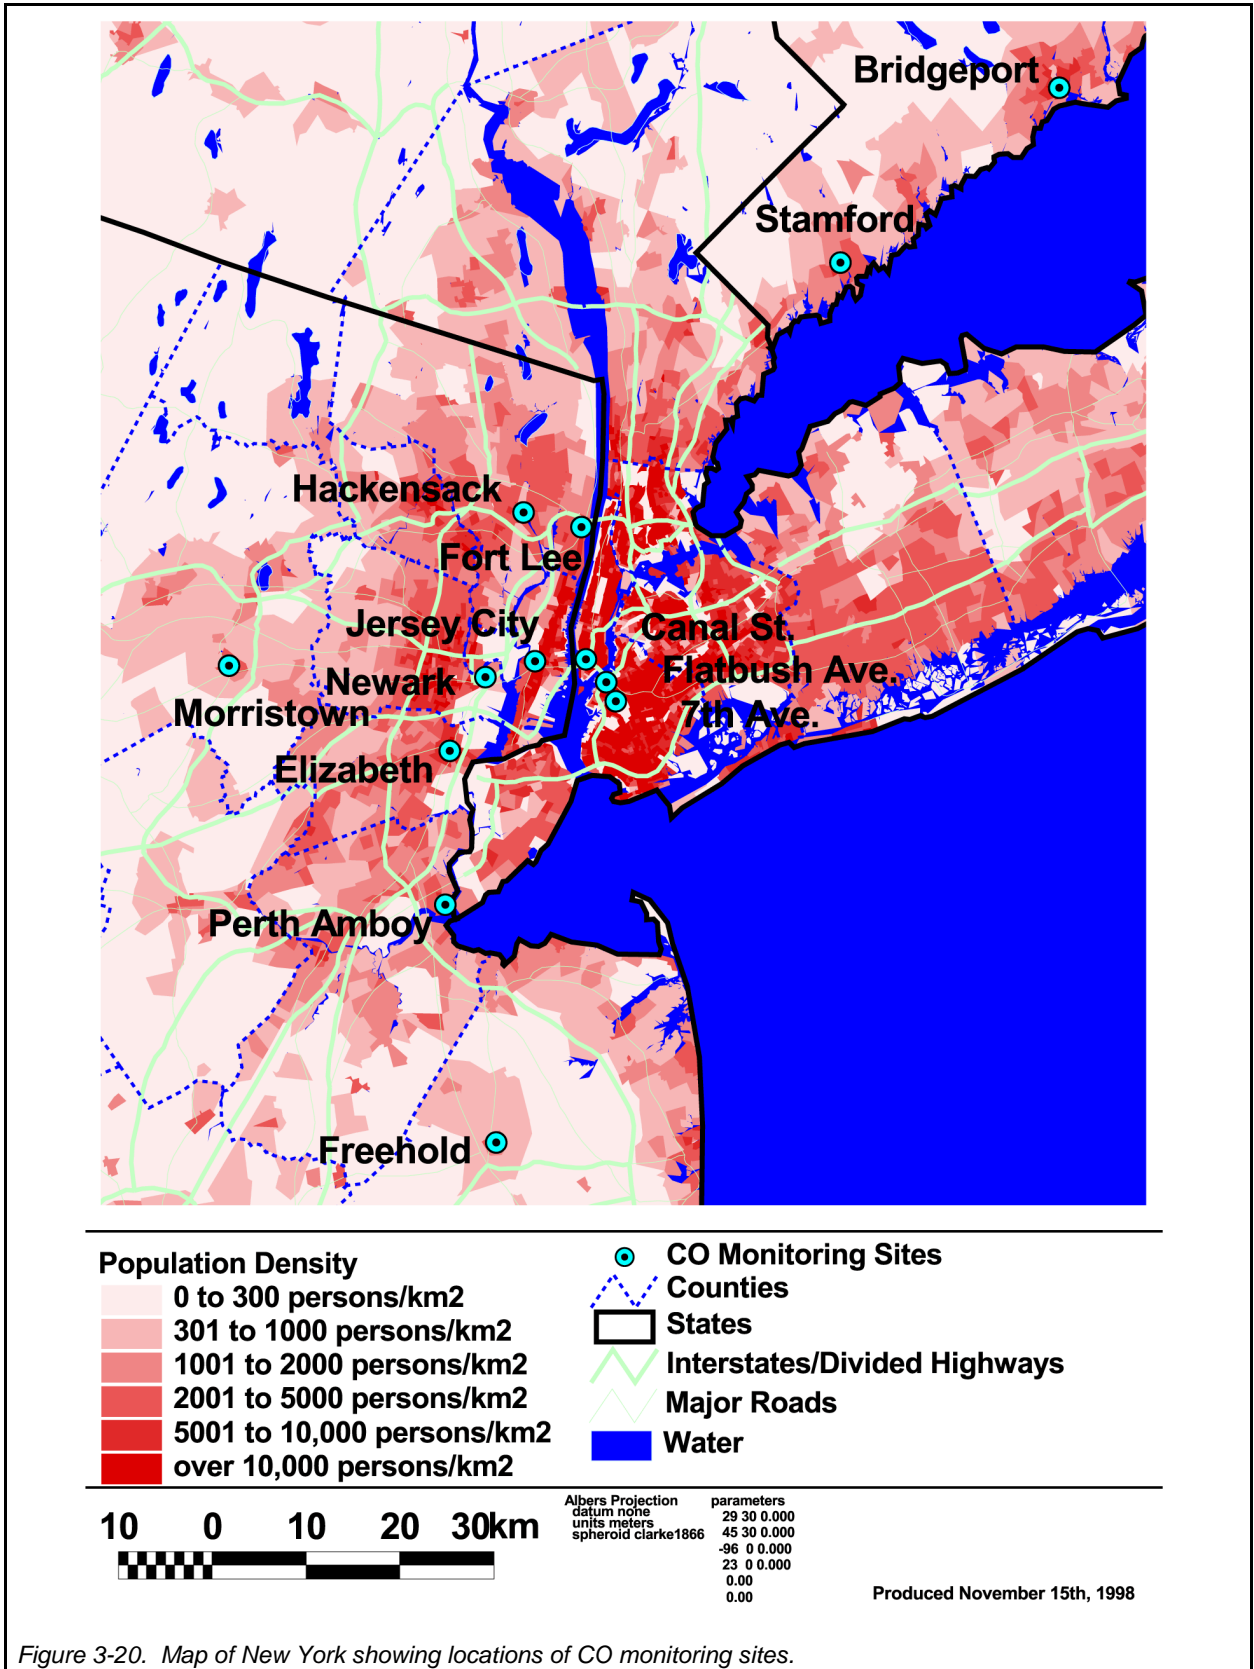 Bridgeport
Stamford
Hackensack
Fort Lee
Jersey City
Canal St.
Newark
Flatbush Ave.
Morristown
7th Ave.
Elizabeth
Perth Amboy
Freehold
Population Density
0 to 300 persons/km2
301 to 1000 persons/km2
1001 to 2000 persons/km2
2001 to 5000 persons/km2
5001 to 10,000 persons/km2
over 10,000 persons/km2
CO Monitoring Sites
Counties
States
Interstates/Divided Highways
Major Roads
Water
10 0 10 20 30km
Albers Projection
datum none
units meters
spheroid clarke1866
parameters
29 30 0.000
45 30 0.000
-96 0 0.000
23 0 0.000
0.00
0.00
Produced November 15th, 1998
Figure 3-20. Map of New York showing locations of CO monitoring sites.